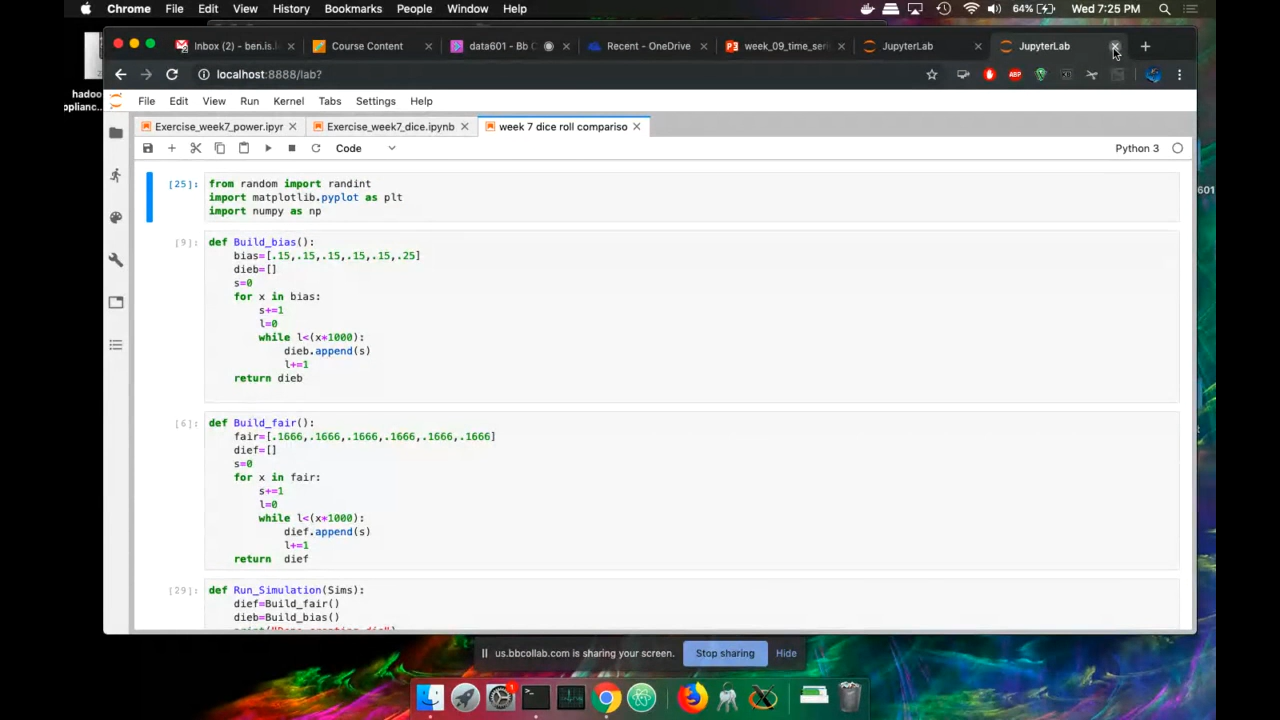 Chrome File Edit View History Bookmarks People Window Help 64% Wed 7:25 PM
Inbox (2) - ben.is.l Course Content data601 - Bb C Recent - OneDrive week_09_time_seri JupyterLab JupyterLab
localhost:8888/lab? ABP
File Edit View Run Kernel Tabs Settings Help
Exercise_week7_power.ipyr Exercise_week7_dice.ipynb week 7 dice roll compariso
Code Python 3
[25]: from random import randint
import matplotlib.pyplot as plt
import numpy as np
[9]: def Build_bias():
bias=[.15,.15,.15,.15,.15,.25]
dieb=[]
s=0
for x in bias:
s+=1
l=0
while l<(x*1000):
dieb.append(s)
l+=1
return dieb
[6]: def Build_fair():
fair=[.1666,.1666,.1666,.1666,.1666,.1666]
dief=[]
s=0
for x in fair:
s+=1
l=0
while l<(x*1000):
dief.append(s)
l+=1
return dief
[29]: def Run_Simulation(Sims):
dief=Build_fair()
dieb=Build_bias()
hadoo
pplianc...
601
us.bbcollab.com is sharing your screen. Stop sharing Hide
1